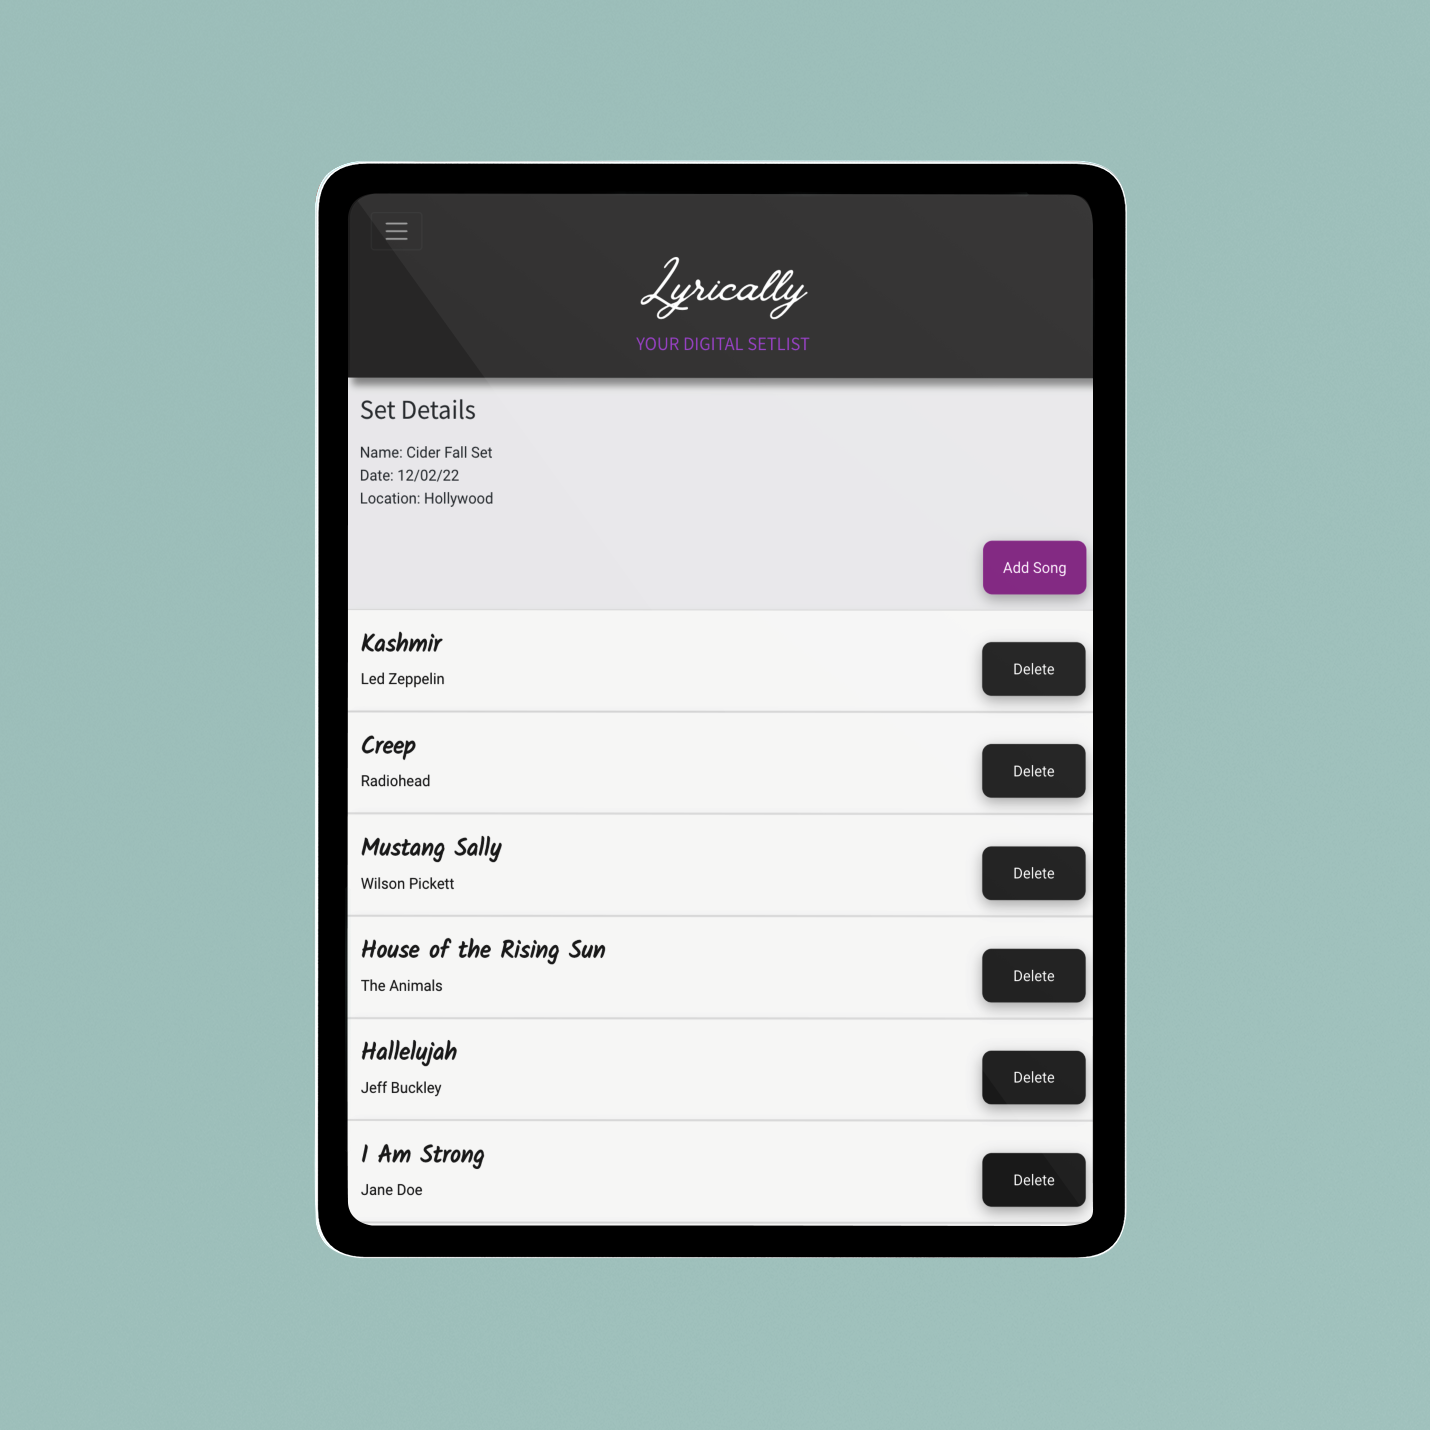 Lyrically
YOUR DIGITAL SETLIST
Set Details
Name: Cider Fall Set
Date: 12/02/22
Location: Hollywood
Add Song
Kashmir
Led Zeppelin
Delete
Creep
Radiohead
Delete
Mustang Sally
Wilson Pickett
Delete
House of the Rising Sun
The Animals
Delete
Hallelujah
Jeff Buckley
Delete
I Am Strong
Jane Doe
Delete